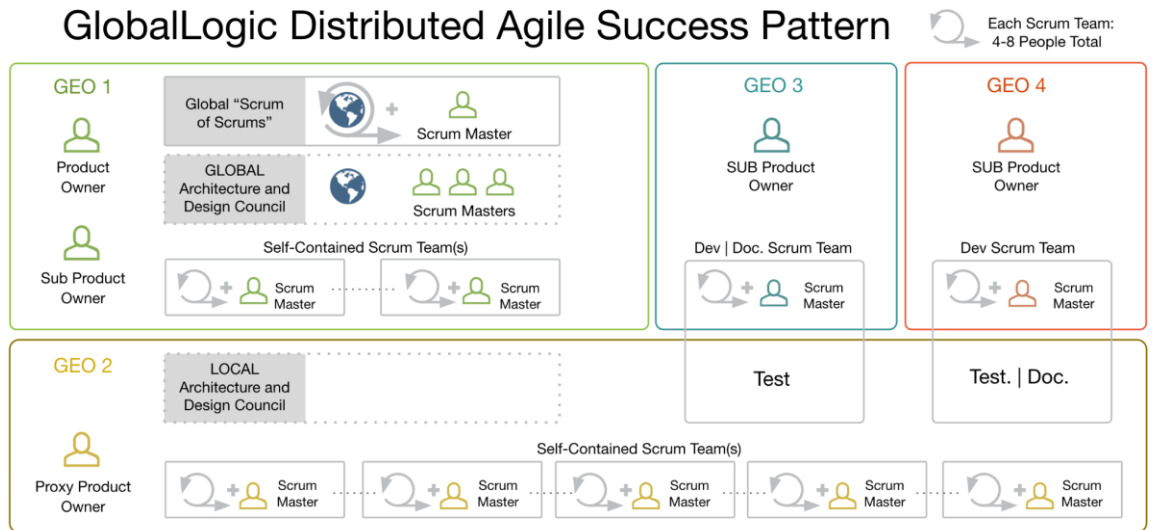 GlobalLogic Distributed Agile Success Pattern
Each Scrum Team:
4-8 People Total
GEO 1
Product
Owner
Sub Product
Owner
Global "Scrum
of Scrums"
+
Scrum Master
GLOBAL
Architecture and
Design Council
Scrum Masters
Self-Contained Scrum Team(s)
+ Scrum
Master
+ Scrum
Master
GEO 3
SUB Product
Owner
Dev | Doc. Scrum Team
+ Scrum
Master
Test
GEO 4
SUB Product
Owner
Dev Scrum Team
+ Scrum
Master
Test. | Doc.
GEO 2
Proxy Product
Owner
LOCAL
Architecture and
Design Council
Self-Contained Scrum Team(s)
+ Scrum
Master
+ Scrum
Master
+ Scrum
Master
+ Scrum
Master
+ Scrum
Master